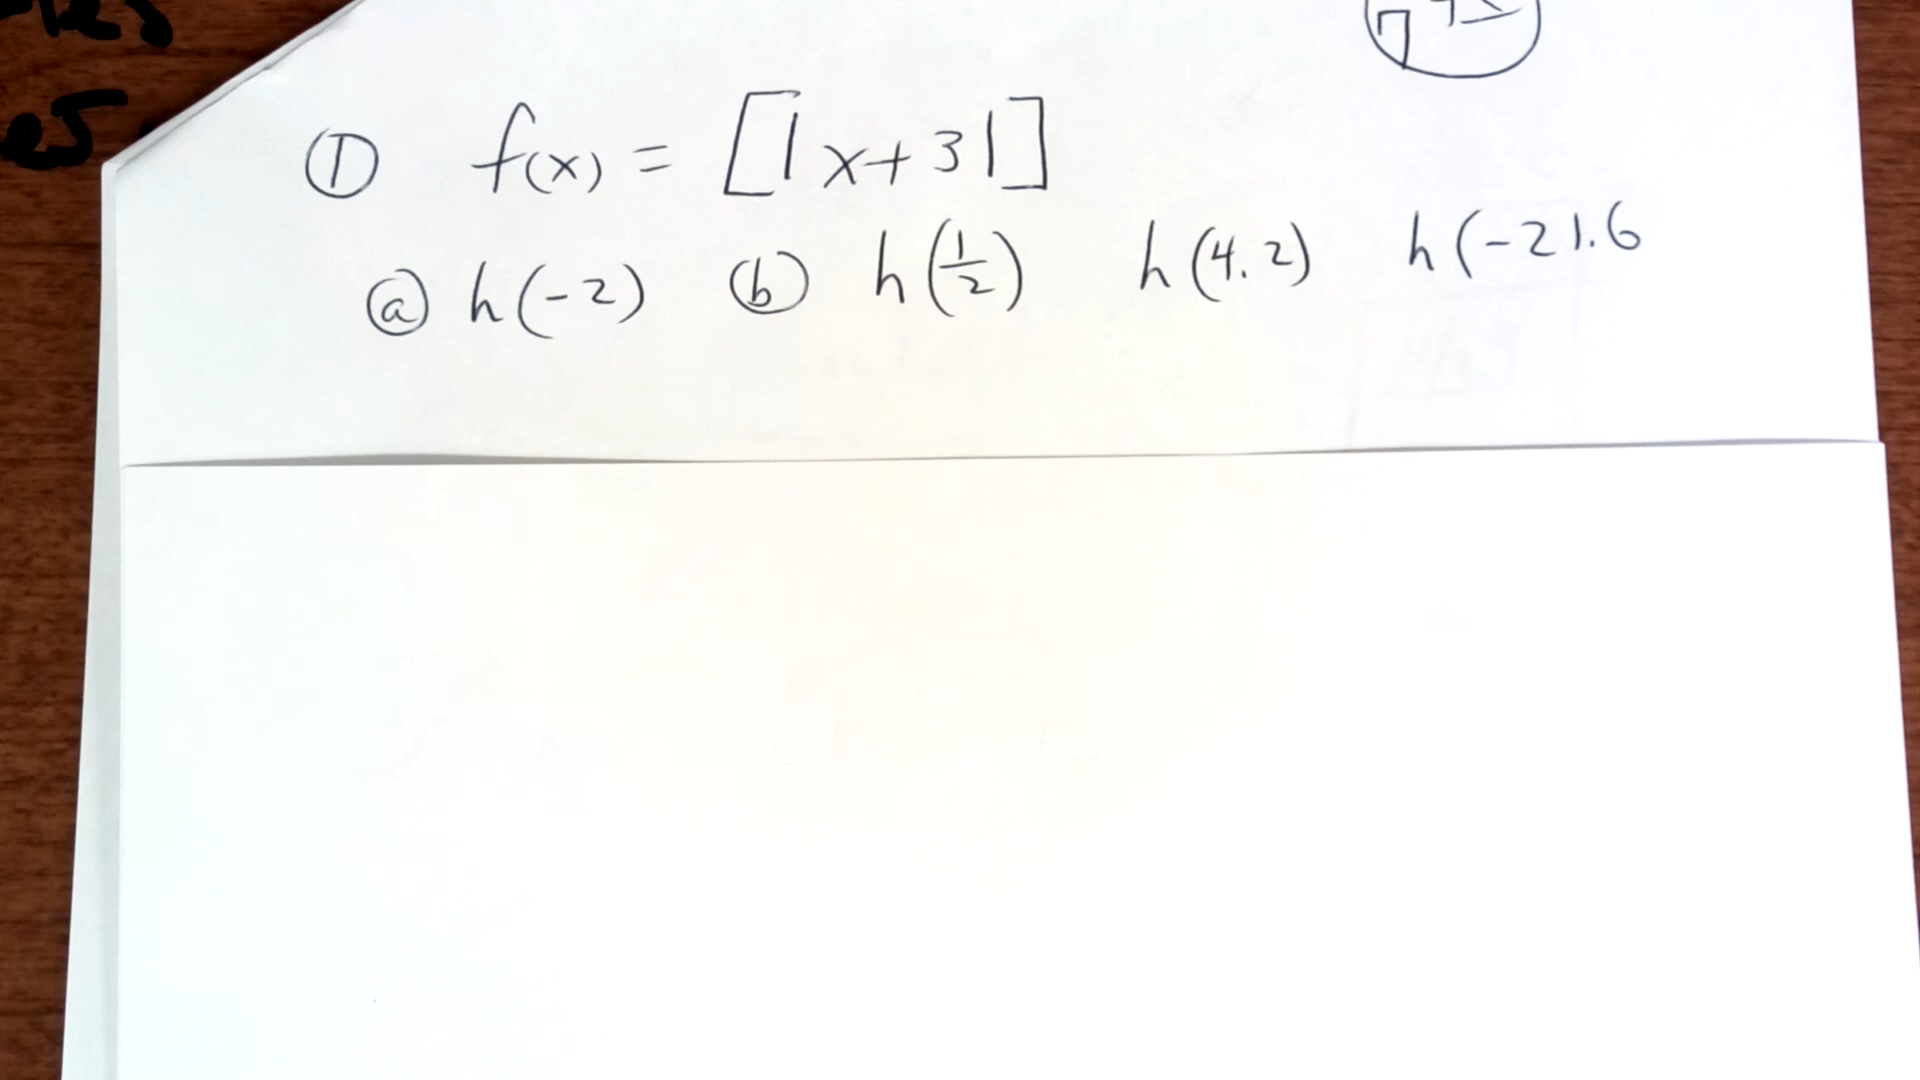 ① f(x) = [|x+3|]
ⓐ h(-2) ⓑ h(1/2) h(4.2) h(-21.6